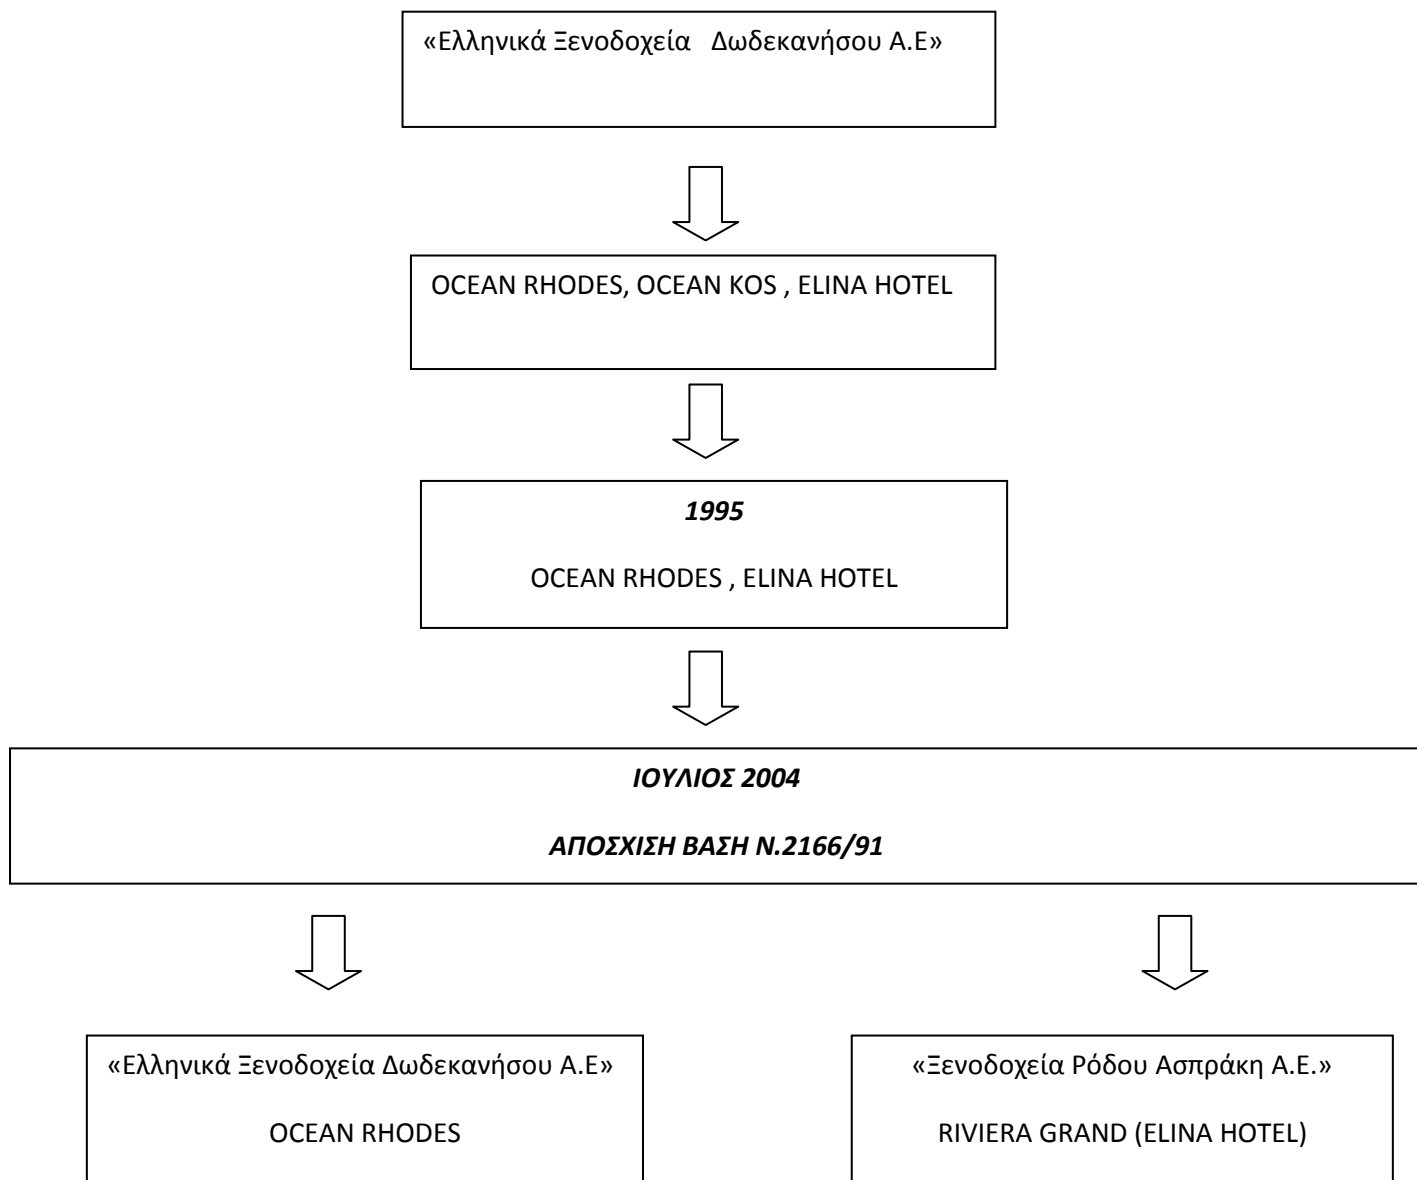 «Ελληνικά Ξενοδοχεία Δωδεκανήσου Α.Ε»
OCEAN RHODES, OCEAN KOS , ELINA HOTEL
1995
OCEAN RHODES , ELINA HOTEL
ΙΟΥΛΙΟΣ 2004
ΑΠΟΣΧΙΣΗ ΒΑΣΗ Ν.2166/91
«Ελληνικά Ξενοδοχεία Δωδεκανήσου Α.Ε»
OCEAN RHODES
«Ξενοδοχεία Ρόδου Ασπράκη Α.Ε.»
RIVIERA GRAND (ELINA HOTEL)